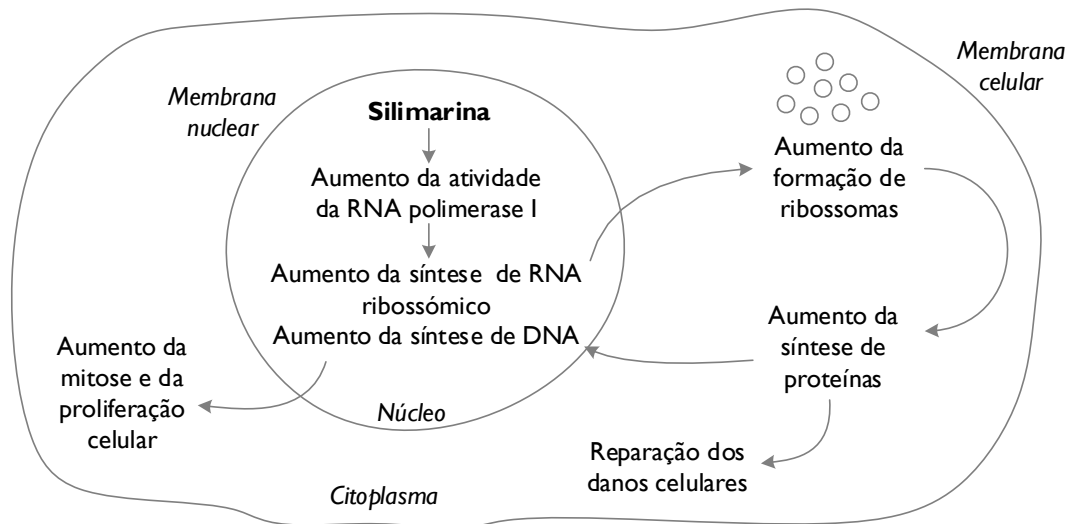 Membrana
celular
Membrana
nuclear
Silimarina
Aumento da atividade
da RNA polimerase I
Aumento da síntese de RNA
ribossómico
Aumento da síntese de DNA
Núcleo
Aumento da
formação de
ribossomas
Aumento da
síntese de
proteínas
Reparação dos
danos celulares
Aumento da
mitose e da
proliferação
celular
Citoplasma